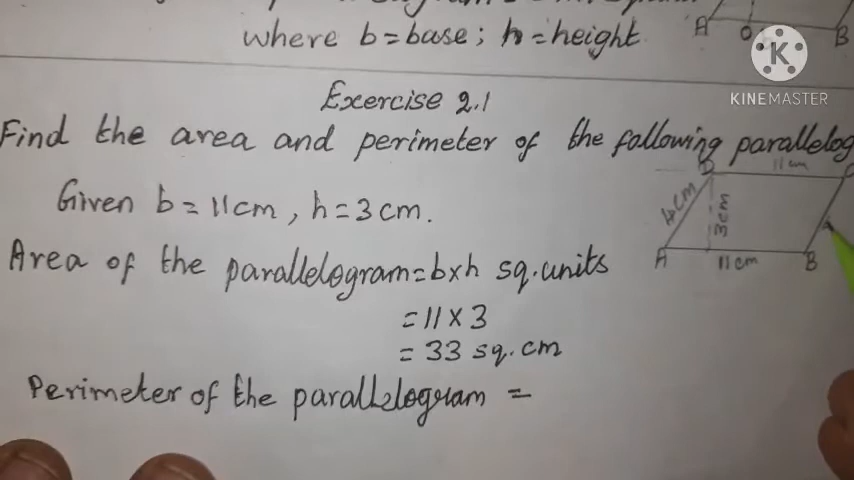 where b=base; h=height
A
O
B
KINEMASTER
Exercise 2.1
Find the area and perimeter of the following parallelog
D
11cm
C
Given b=11cm, h=3cm.
4cm
3cm
A
11cm
B
Area of the parallelogram=b×h sq.units
=11×3
=33 sq.cm
Perimeter of the parallelogram =